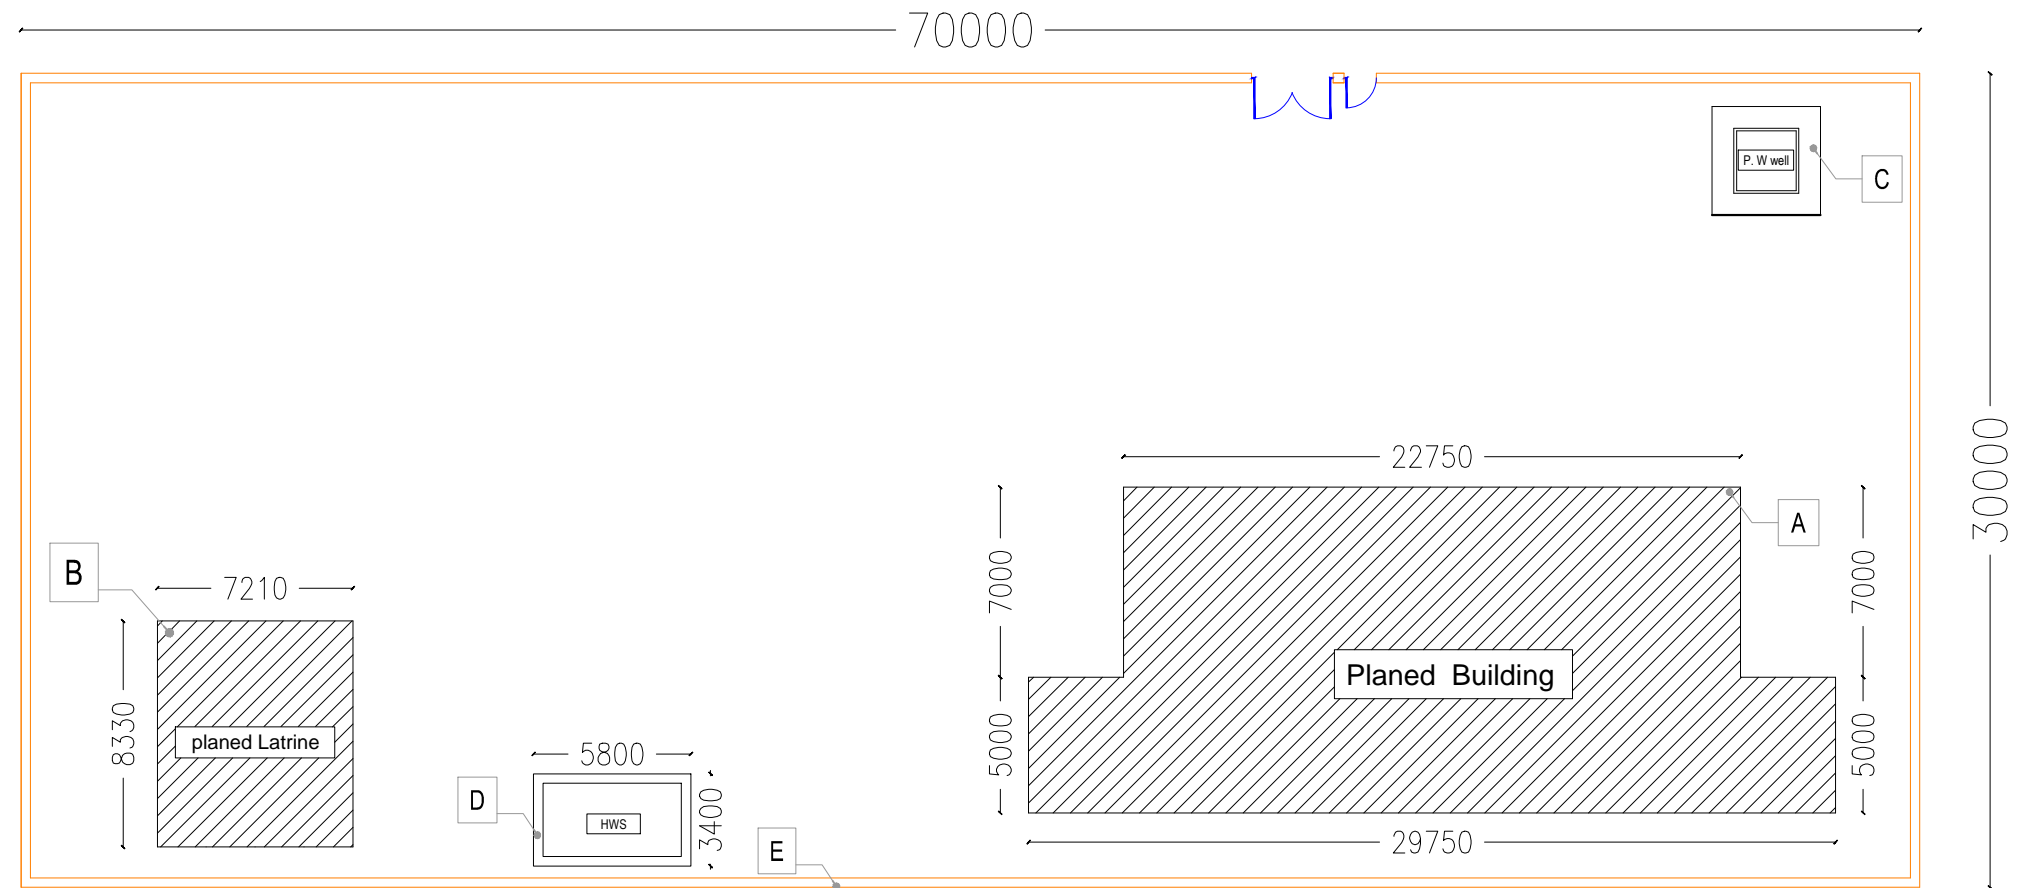 70000
P. W well
C
30000
22750
A
7000
7000
B
7210
Planed Building
8330
planed Latrine
5000
5000
5800
D
HWS
3400
E
29750